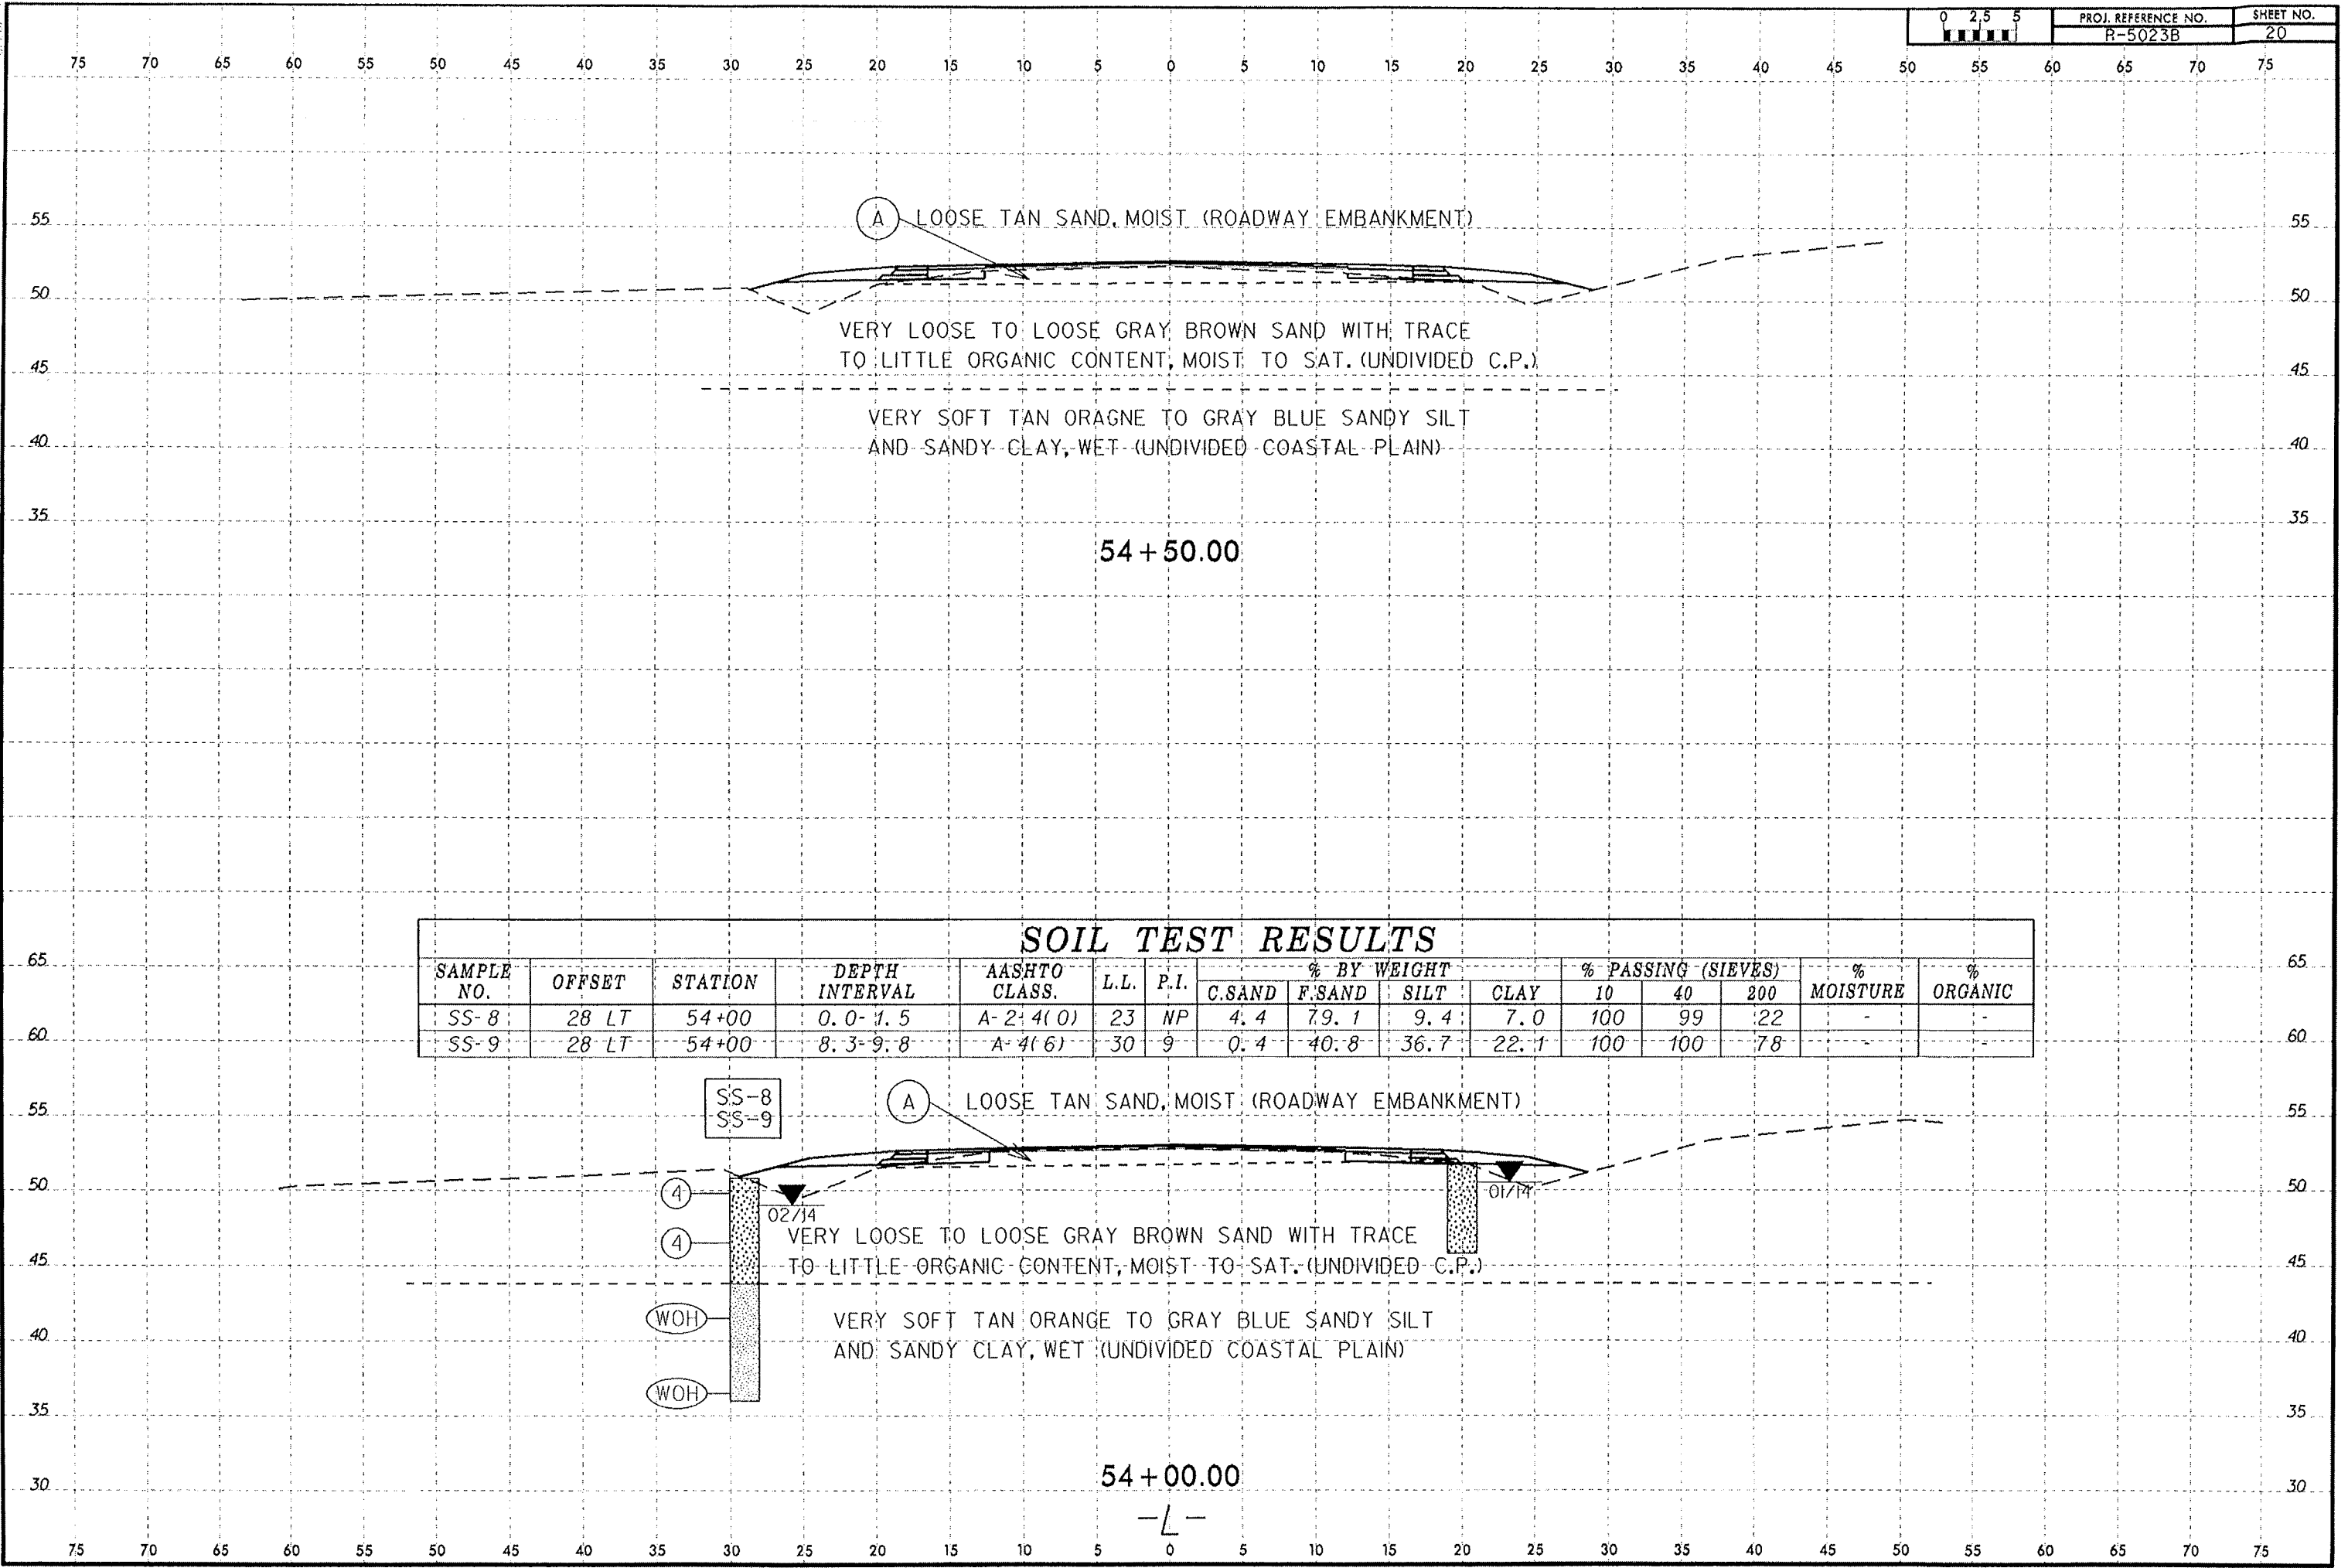 0 2.5 5
PROJ. REFERENCE NO.
R-5023B
SHEET NO.
20
75 70 65 60 55 50 45 40 35 30 25 20 15 10 5 0 5 10 15 20 25 30 35 40 45 50 55 60 65 70 75
55 55
A LOOSE TAN SAND, MOIST (ROADWAY EMBANKMENT)
50 50
VERY LOOSE TO LOOSE GRAY BROWN SAND WITH TRACE
TO LITTLE ORGANIC CONTENT, MOIST TO SAT. (UNDIVIDED C.P.)
45 45
VERY SOFT TAN ORAGNE TO GRAY BLUE SANDY SILT
AND SANDY CLAY, WET (UNDIVIDED COASTAL PLAIN)
40 40
35 35
54+50.00
SOIL TEST RESULTS
65 65
SAMPLE NO. OFFSET STATION DEPTH INTERVAL AASHTO CLASS. L.L. P.I. % BY WEIGHT % PASSING (SIEVES) % MOISTURE % ORGANIC
C.SAND F.SAND SILT CLAY 10 40 200
SS-8 28 LT 54+00 0.0-1.5 A-2-4(0) 23 NP 4.4 79.1 9.4 7.0 100 99 22 - -
60 60
SS-9 28 LT 54+00 8.3-9.8 A-4(6) 30 9 0.4 40.8 36.7 22.1 100 100 78 - -
SS-8
SS-9
A LOOSE TAN SAND, MOIST (ROADWAY EMBANKMENT)
55 55
50 50
4
02/14
01/14
4
VERY LOOSE TO LOOSE GRAY BROWN SAND WITH TRACE
TO LITTLE ORGANIC CONTENT, MOIST TO SAT. (UNDIVIDED C.P.)
45 45
WOH
VERY SOFT TAN ORANGE TO GRAY BLUE SANDY SILT
AND SANDY CLAY, WET (UNDIVIDED COASTAL PLAIN)
40 40
WOH
35 35
54+00.00
30 30
-L-
75 70 65 60 55 50 45 40 35 30 25 20 15 10 5 0 5 10 15 20 25 30 35 40 45 50 55 60 65 70 75